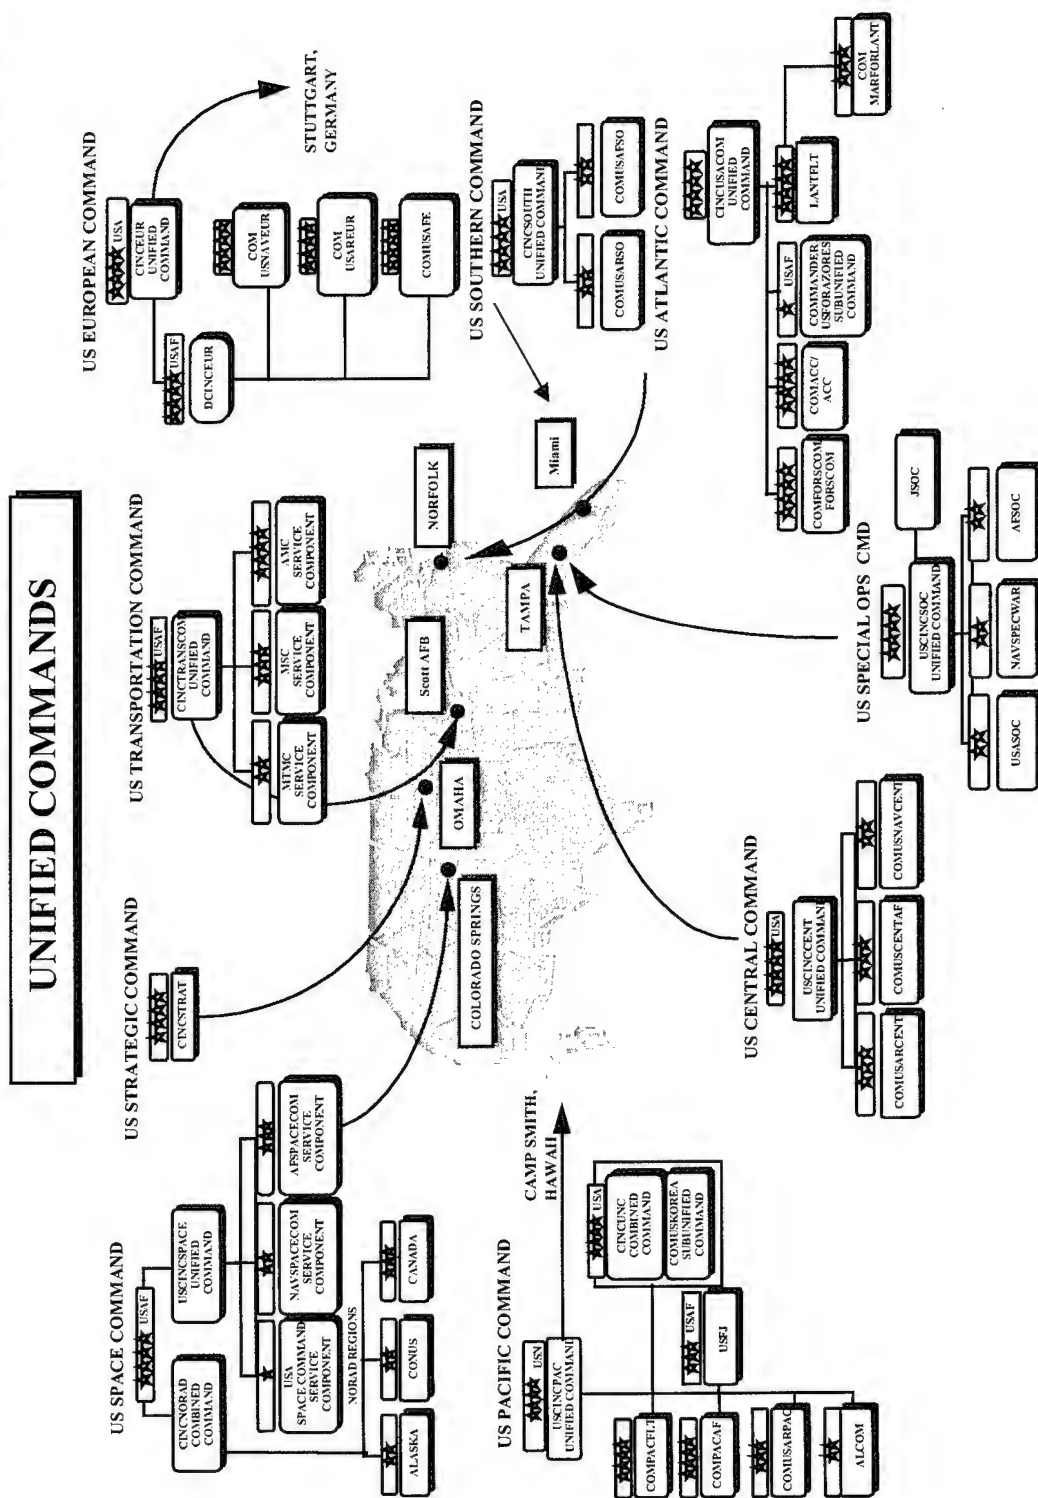 UNIFIED COMMANDS
US SPACE COMMAND
USAF
CINCNORAD
COMBINED
COMMAND
USCINCSPACE
UNIFIED
COMMAND
USA
SPACE COMMAND
SERVICE
COMPONENT
NAVSPACECOM
SERVICE
COMPONENT
AFSPACECOM
SERVICE
COMPONENT
NORAD REGIONS
ALASKA
CONUS
CANADA
US STRATEGIC COMMAND
CINCSTRAT
US TRANSPORTATION COMMAND
USAF
CINCTRANSCOM
UNIFIED
COMMAND
MTMC
SERVICE
COMPONENT
MSC
SERVICE
COMPONENT
AMC
SERVICE
COMPONENT
US EUROPEAN COMMAND
USA
CINCEUR
UNIFIED
COMMAND
USAF
DCINCEUR
COM
USNAVEUR
COM
USAREUR
COMUSAFE
STUTTGART,
GERMANY
COLORADO SPRINGS
OMAHA
Scott AFB
NORFOLK
TAMPA
Miami
US SOUTHERN COMMAND
USA
CINCSOUTH
UNIFIED COMMAND
COMUSARSO
COMUSAFSO
US ATLANTIC COMMAND
CINCUSACOM
UNIFIED
COMMAND
COMFORSCOM/
FORSCOM
COMACC/
ACC
USAF
COMMANDER
USFORAZORES
SUBUNIFIED
COMMAND
LANTFLT
COM
MARFORLANT
US PACIFIC COMMAND
USN
USCINCPAC
UNIFIED COMMAND
CAMP SMITH,
HAWAII
USA
CINCUNC
COMBINED
COMMAND
COMUSKOREA
SUBUNIFIED
COMMAND
USAF
USFJ
COMPACFLT
COMPACAF
COMUSARPAC
ALCOM
US CENTRAL COMMAND
USA
USCINCCENT
UNIFIED COMMAND
COMUSARCENT
COMUSCENTAF
COMUSNAVCENT
US SPECIAL OPS CMD
USCINCSOC
UNIFIED COMMAND
JSOC
USASOC
NAVSPECWAR
AFSOC